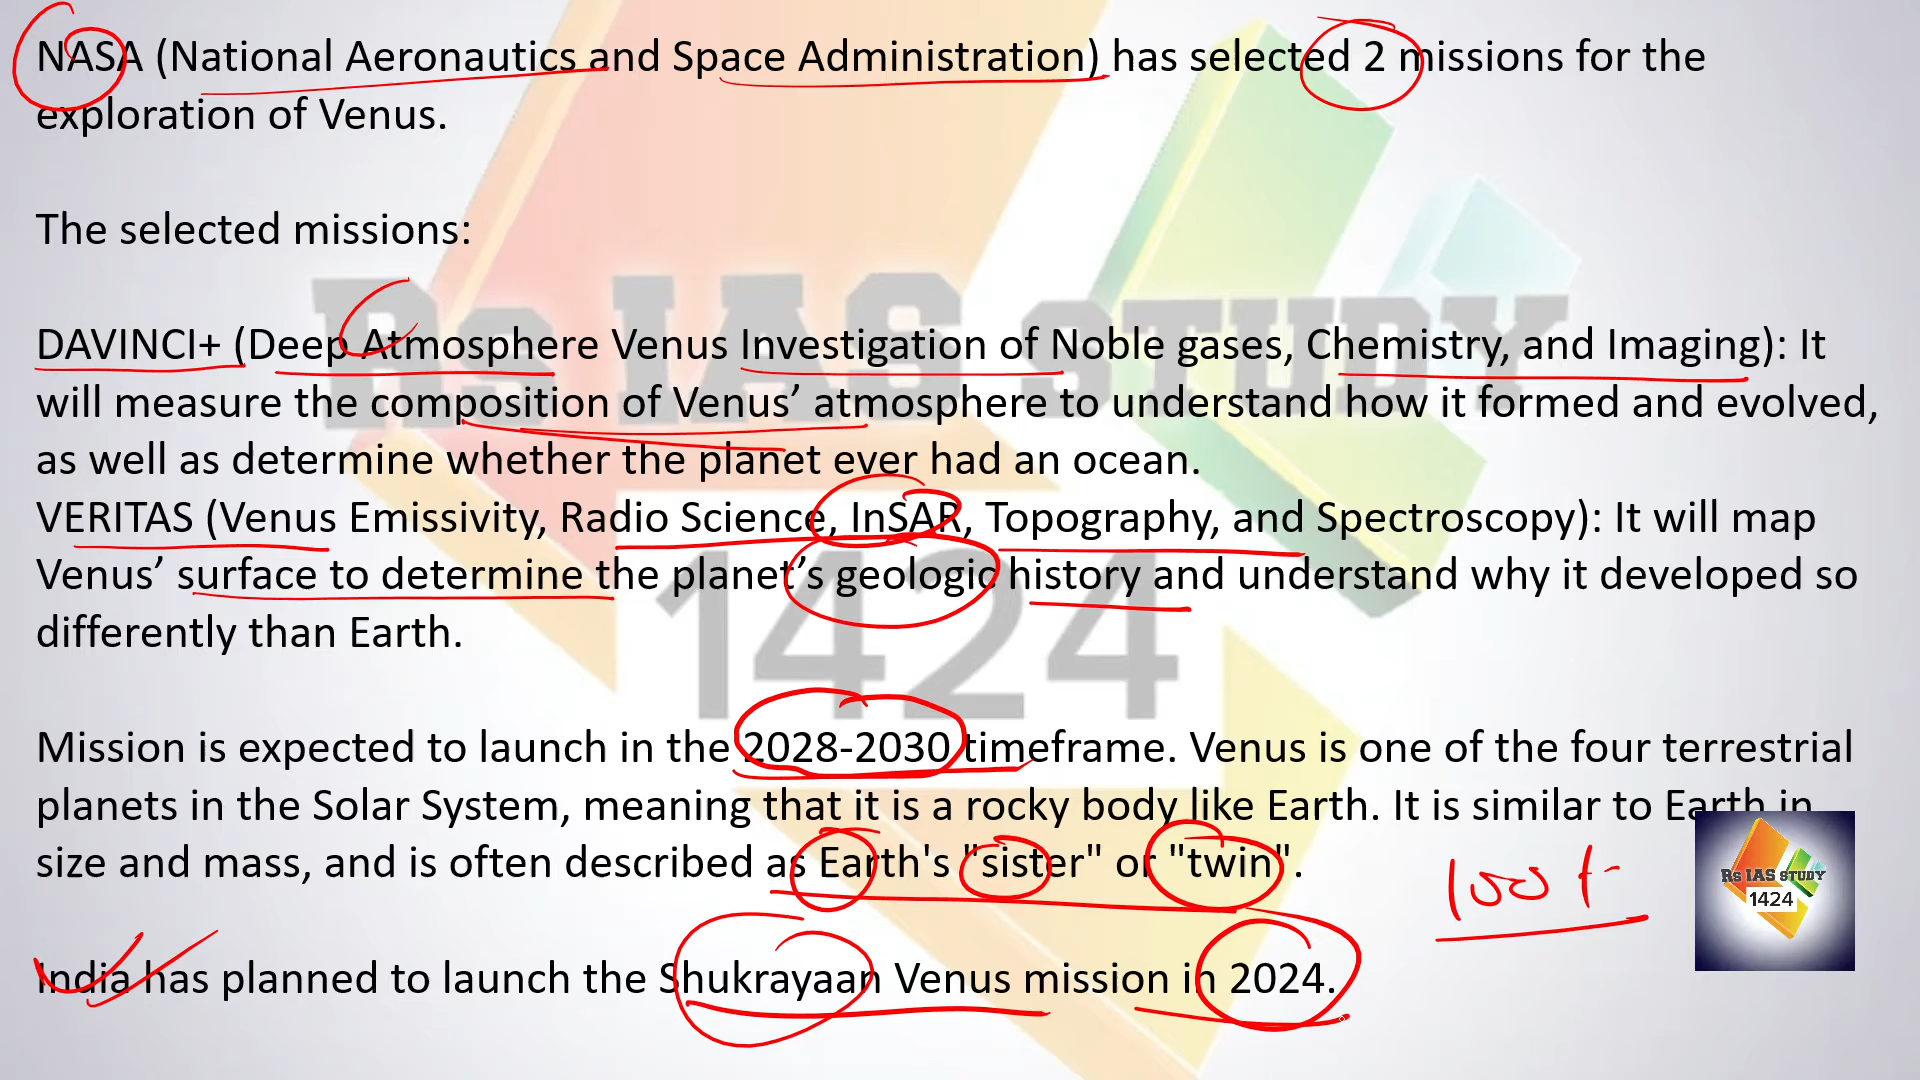 NASA (National Aeronautics and Space Administration) has selected 2 missions for the
exploration of Venus.
The selected missions:
DAVINCI+ (Deep Atmosphere Venus Investigation of Noble gases, Chemistry, and Imaging): It
will measure the composition of Venus’ atmosphere to understand how it formed and evolved,
as well as determine whether the planet ever had an ocean.
VERITAS (Venus Emissivity, Radio Science, InSAR, Topography, and Spectroscopy): It will map
Venus’ surface to determine the planet’s geologic history and understand why it developed so
differently than Earth.
Mission is expected to launch in the 2028-2030 timeframe. Venus is one of the four terrestrial
planets in the Solar System, meaning that it is a rocky body like Earth. It is similar to Earth in
size and mass, and is often described as Earth's "sister" or "twin".
India has planned to launch the Shukrayaan Venus mission in 2024.
100+
Rs IAS STUDY
1424
Rs IAS STUDY
1424